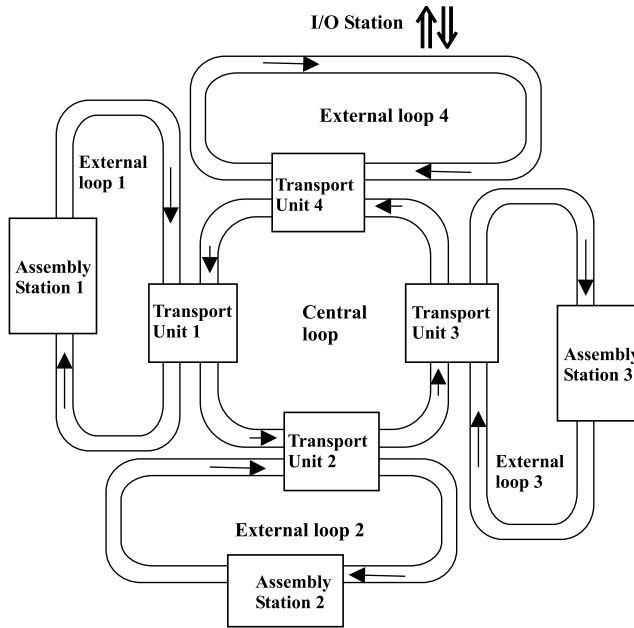 I/O Station
External loop 4
External
loop 1
Transport
Unit 4
Assembly
Station 1
Transport
Unit 1
Central
loop
Transport
Unit 3
Assembly
Station 3
Transport
Unit 2
External
loop 3
External loop 2
Assembly
Station 2